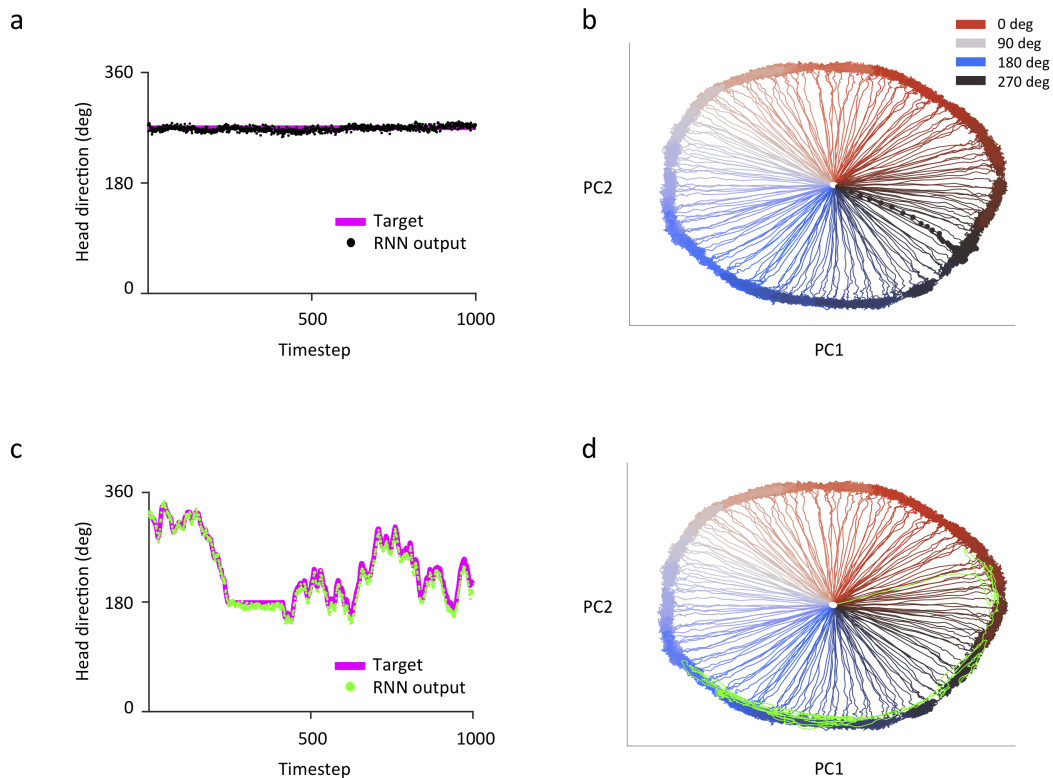 a
360
180
0
Head direction (deg)
Target
RNN output
500
1000
Timestep
b
0 deg
90 deg
180 deg
270 deg
PC2
PC1
c
360
180
0
Head direction (deg)
Target
RNN output
500
1000
Timestep
d
PC2
PC1